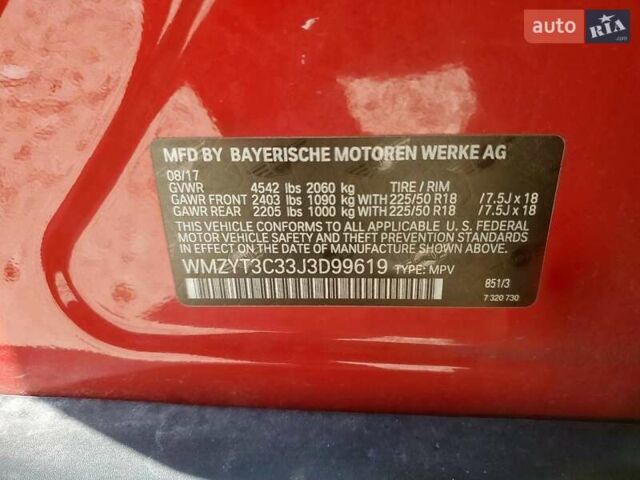 auto RIA.com
MFD BY BAYERISCHE MOTOREN WERKE AG
08/17
GVWR 4542 lbs 2060 kg TIRE / RIM
GAWR FRONT 2403 lbs 1090 kg WITH 225/50 R18 /7.5J x 18
GAWR REAR 2205 lbs 1000 kg WITH 225/50 R18 /7.5J x 18
THIS VEHICLE CONFORMS TO ALL APPLICABLE U. S. FEDERAL
MOTOR VEHICLE SAFETY, BUMPER, AND THEFT PREVENTION
STANDARDS IN EFFECT ON THE DATE OF MANUFACTURE SHOWN ABOVE.
WMZYT3C33J3D99619 TYPE: MPV
851/3
7 320 730